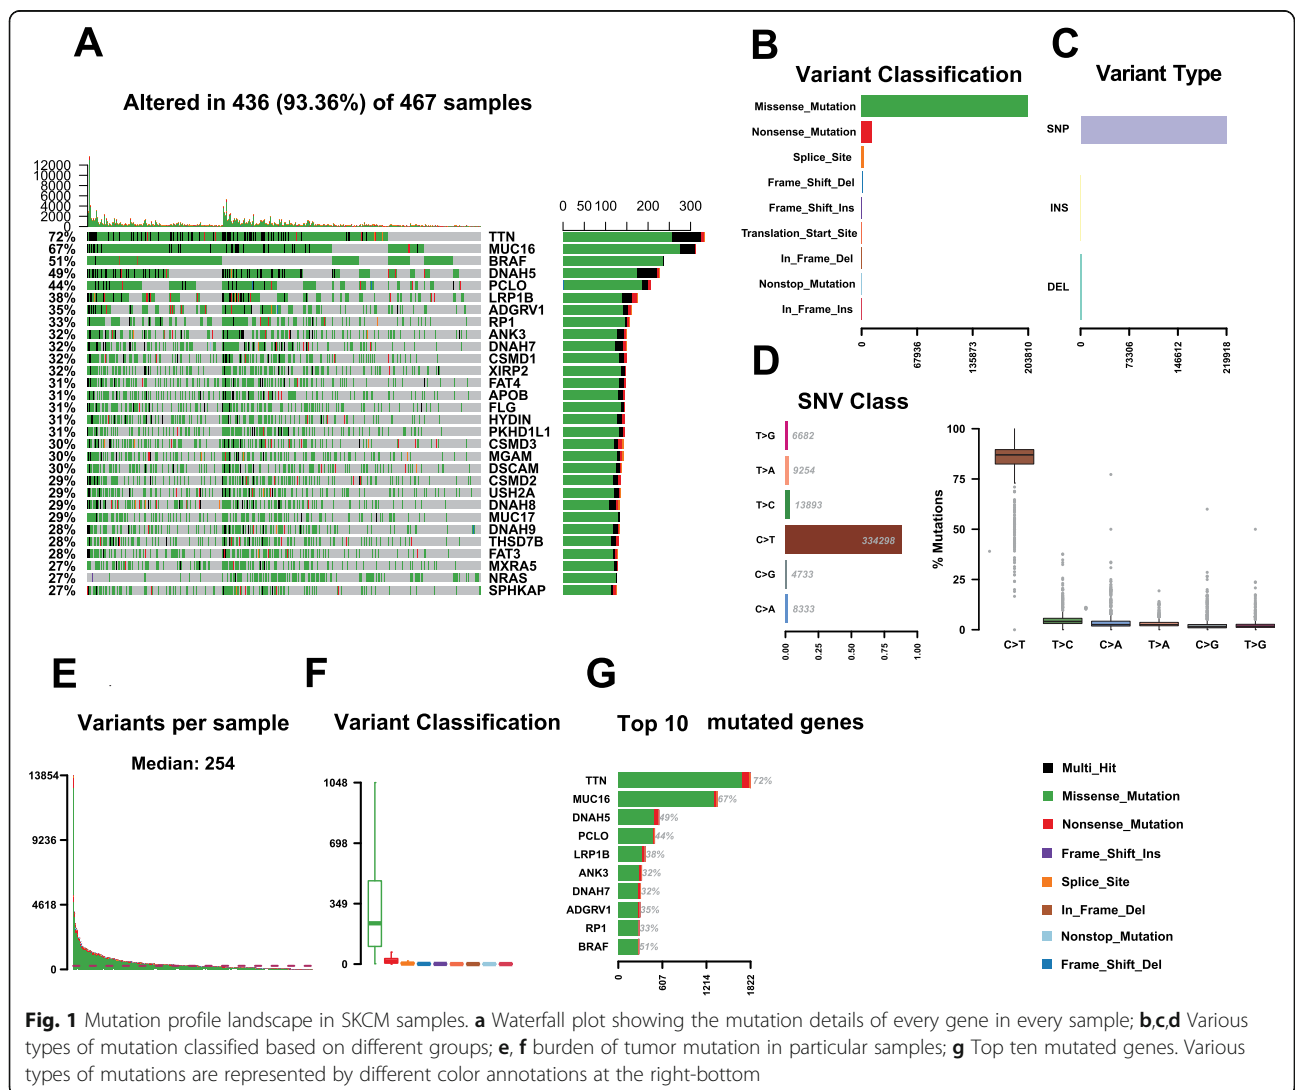 A
Altered in 436 (93.36%) of 467 samples
12000
10000
8000
6000
4000
2000
0
0 50 100 200 300
72% TTN
67% MUC16
51% BRAF
49% DNAH5
44% PCLO
38% LRP1B
35% ADGRV1
33% RP1
32% ANK3
32% DNAH7
32% CSMD1
32% XIRP2
31% FAT4
31% APOB
31% FLG
31% HYDIN
31% PKHD1L1
30% CSMD3
30% MGAM
30% DSCAM
29% CSMD2
29% USH2A
29% DNAH8
29% MUC17
28% DNAH9
28% THSD7B
28% FAT3
27% MXRA5
27% NRAS
27% SPHKAP
B
Variant Classification
Missense_Mutation
Nonsense_Mutation
Splice_Site
Frame_Shift_Del
Frame_Shift_Ins
Translation_Start_Site
In_Frame_Del
Nonstop_Mutation
In_Frame_Ins
0 67936 135873 203810
C
Variant Type
SNP
INS
DEL
0 73306 146612 219918
D
SNV Class
T>G 6682
T>A 9254
T>C 13893
C>T 334298
C>G 4733
C>A 8333
0.00 0.25 0.50 0.75 1.00
% Mutations
100
75
50
25
0
C>T T>C C>A T>A C>G T>G
E
Variants per sample
Median: 254
13854
9236
4618
0
F
Variant Classification
1048
698
349
0
G
Top 10 mutated genes
TTN 72%
MUC16 67%
DNAH5 49%
PCLO 44%
LRP1B 38%
ANK3 32%
DNAH7 32%
ADGRV1 35%
RP1 33%
BRAF 51%
0 607 1214 1822
Multi_Hit
Missense_Mutation
Nonsense_Mutation
Frame_Shift_Ins
Splice_Site
In_Frame_Del
Nonstop_Mutation
Frame_Shift_Del
Fig. 1 Mutation profile landscape in SKCM samples. a Waterfall plot showing the mutation details of every gene in every sample; b,c,d Various
types of mutation classified based on different groups; e, f burden of tumor mutation in particular samples; g Top ten mutated genes. Various
types of mutations are represented by different color annotations at the right-bottom